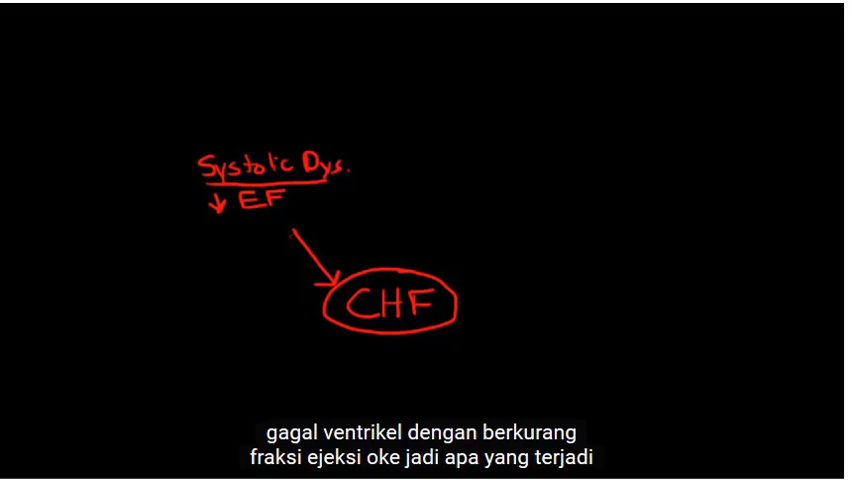 Systolic Dys.
↓ EF
CHF
gagal ventrikel dengan berkurang
fraksi ejeksi oke jadi apa yang terjadi